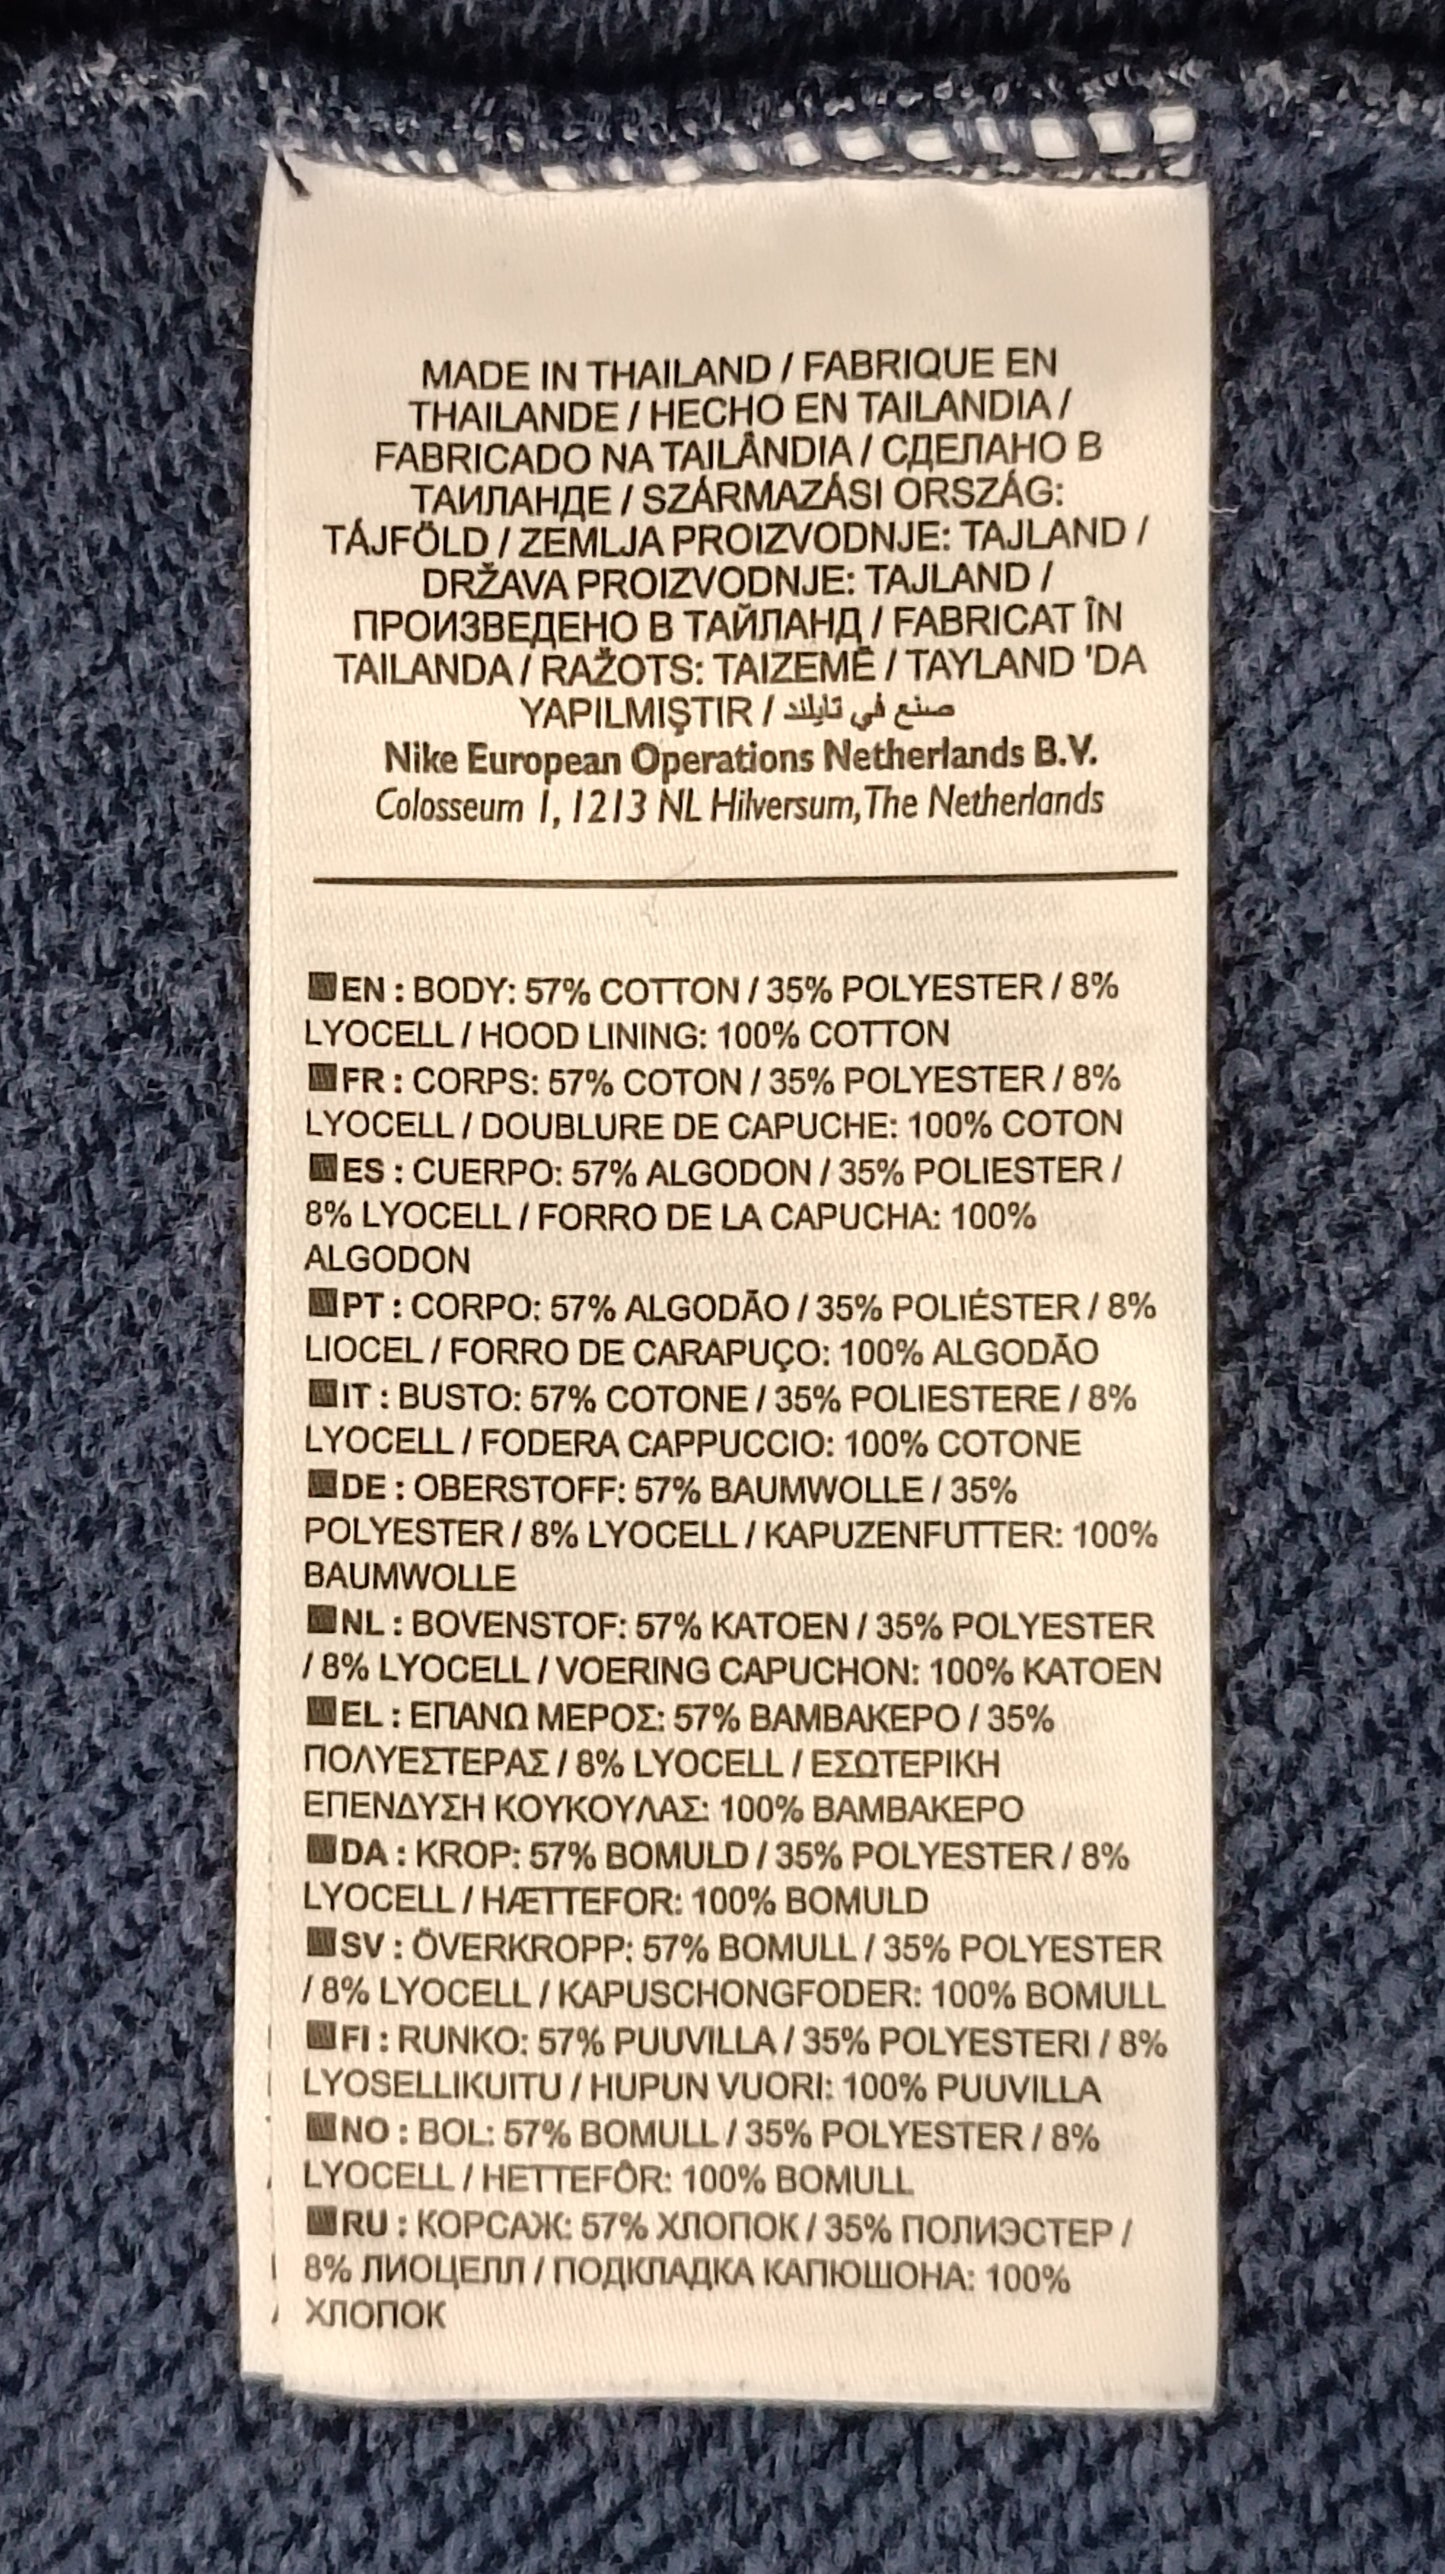 MADE IN THAILAND / FABRIQUE EN
THAILANDE / HECHO EN TAILANDIA /
FABRICADO NA TAILÂNDIA / СДЕЛАНО В
ТАИЛАНДЕ / SZÁRMAZÁSI ORSZÁG:
TÁJFÖLD / ZEMLJA PROIZVODNJE: TAJLAND /
DRŽAVA PROIZVODNJE: TAJLAND /
ПРОИЗВЕДЕНО В ТАЙЛАНД / FABRICAT ÎN
TAILANDA / RAŽOTS: TAIZEMĒ / TAYLAND 'DA
YAPILMIŞTIR / صنع في تايلند
Nike European Operations Netherlands B.V.
Colosseum 1, 1213 NL Hilversum, The Netherlands
EN : BODY: 57% COTTON / 35% POLYESTER / 8%
LYOCELL / HOOD LINING: 100% COTTON
FR : CORPS: 57% COTON / 35% POLYESTER / 8%
LYOCELL / DOUBLURE DE CAPUCHE: 100% COTON
ES : CUERPO: 57% ALGODON / 35% POLIESTER /
8% LYOCELL / FORRO DE LA CAPUCHA: 100%
ALGODON
PT : CORPO: 57% ALGODÃO / 35% POLIÉSTER / 8%
LIOCEL / FORRO DE CARAPUÇO: 100% ALGODÃO
IT : BUSTO: 57% COTONE / 35% POLIESTERE / 8%
LYOCELL / FODERA CAPPUCCIO: 100% COTONE
DE : OBERSTOFF: 57% BAUMWOLLE / 35%
POLYESTER / 8% LYOCELL / KAPUZENFUTTER: 100%
BAUMWOLLE
NL : BOVENSTOF: 57% KATOEN / 35% POLYESTER
/ 8% LYOCELL / VOERING CAPUCHON: 100% KATOEN
EL : ΕΠΑΝΩ ΜΕΡΟΣ: 57% ΒΑΜΒΑΚΕΡΟ / 35%
ΠΟΛΥΕΣΤΕΡΑΣ / 8% LYOCELL / ΕΣΩΤΕΡΙΚΗ
ΕΠΕΝΔΥΣΗ ΚΟΥΚΟΥΛΑΣ: 100% ΒΑΜΒΑΚΕΡΟ
DA : KROP: 57% BOMULD / 35% POLYESTER / 8%
LYOCELL / HÆTTEFOR: 100% BOMULD
SV : ÖVERKROPP: 57% BOMULL / 35% POLYESTER
/ 8% LYOCELL / KAPUSCHONGFODER: 100% BOMULL
FI : RUNKO: 57% PUUVILLA / 35% POLYESTERI / 8%
LYOSELLIKUITU / HUPUN VUORI: 100% PUUVILLA
NO : BOL: 57% BOMULL / 35% POLYESTER / 8%
LYOCELL / HETTEFÔR: 100% BOMULL
RU : КОРСАЖ: 57% ХЛОПОК / 35% ПОЛИЭСТЕР /
8% ЛИОЦЕЛЛ / ПОДКЛАДКА КАПЮШОНА: 100%
ХЛОПОК